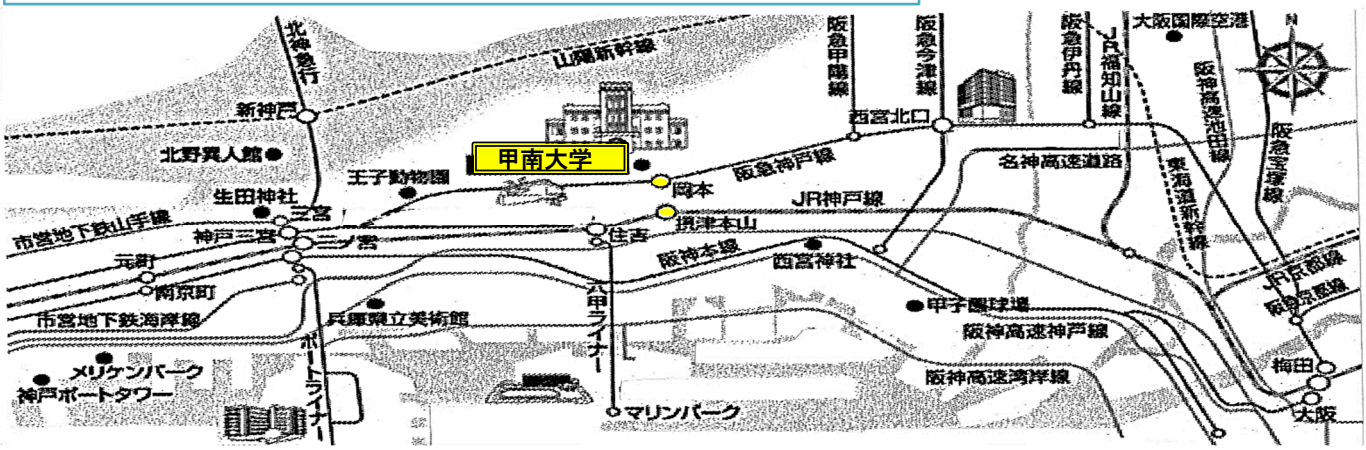 北神急行
山陽新幹線
新神戸
北野異人館
生田神社
王子動物園
甲南大学
市営地下鉄山手線
三宮
神戸三宮
三ノ宮
元町
南京町
市営地下鉄海岸線
兵庫県立美術館
メリケンパーク
神戸ポートタワー
ポートライナー
住吉
六甲ライナー
マリンパーク
岡本
摂津本山
阪急神戸線
JR神戸線
阪神本線
西宮神社
阪急甲陽線
阪急今津線
西宮北口
阪急伊丹線
JR福知山線
大阪国際空港
阪神高速池田線
阪急宝塚線
N
名神高速道路
東海道新幹線
JR京都線
阪急京都線
甲子園球場
阪神高速神戸線
阪神高速湾岸線
梅田
大阪